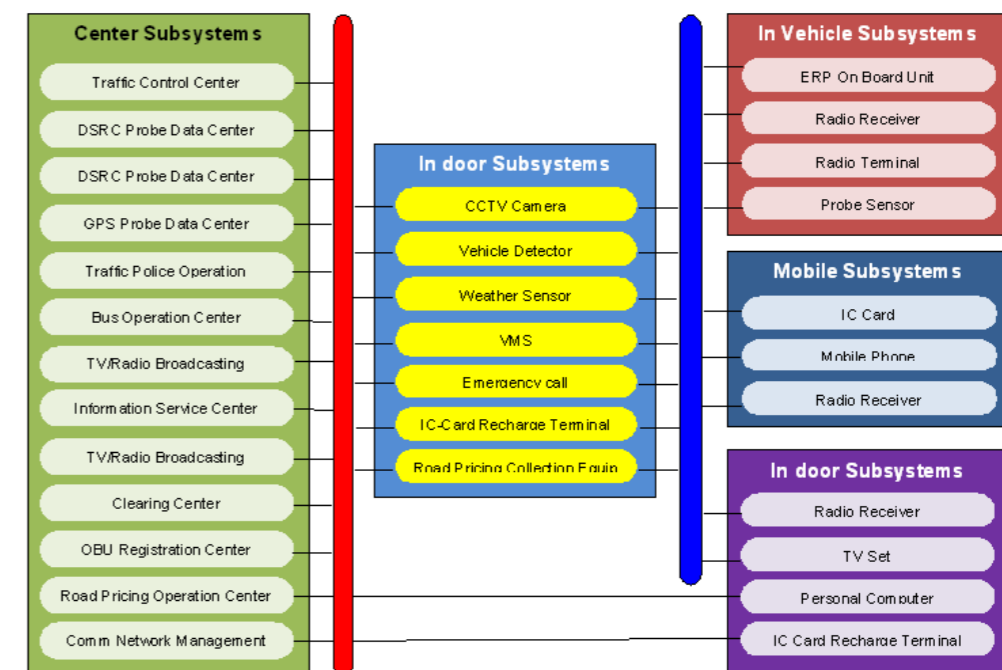 Center Subsystems
Traffic Control Center
DSRC Probe Data Center
DSRC Probe Data Center
GPS Probe Data Center
Traffic Police Operation
Bus Operation Center
TV/Radio Broadcasting
Information Service Center
TV/Radio Broadcasting
Clearing Center
OBU Registration Center
Road Pricing Operation Center
Comm Network Management
In door Subsystems
CCTV Camera
Vehicle Detector
Weather Sensor
VMS
Emergency call
IC-Card Recharge Terminal
Road Pricing Collection Equip
In Vehicle Subsystems
ERP On Board Unit
Radio Receiver
Radio Terminal
Probe Sensor
Mobile Subsystems
IC Card
Mobile Phone
Radio Receiver
In door Subsystems
Radio Receiver
TV Set
Personal Computer
IC Card Recharge Terminal